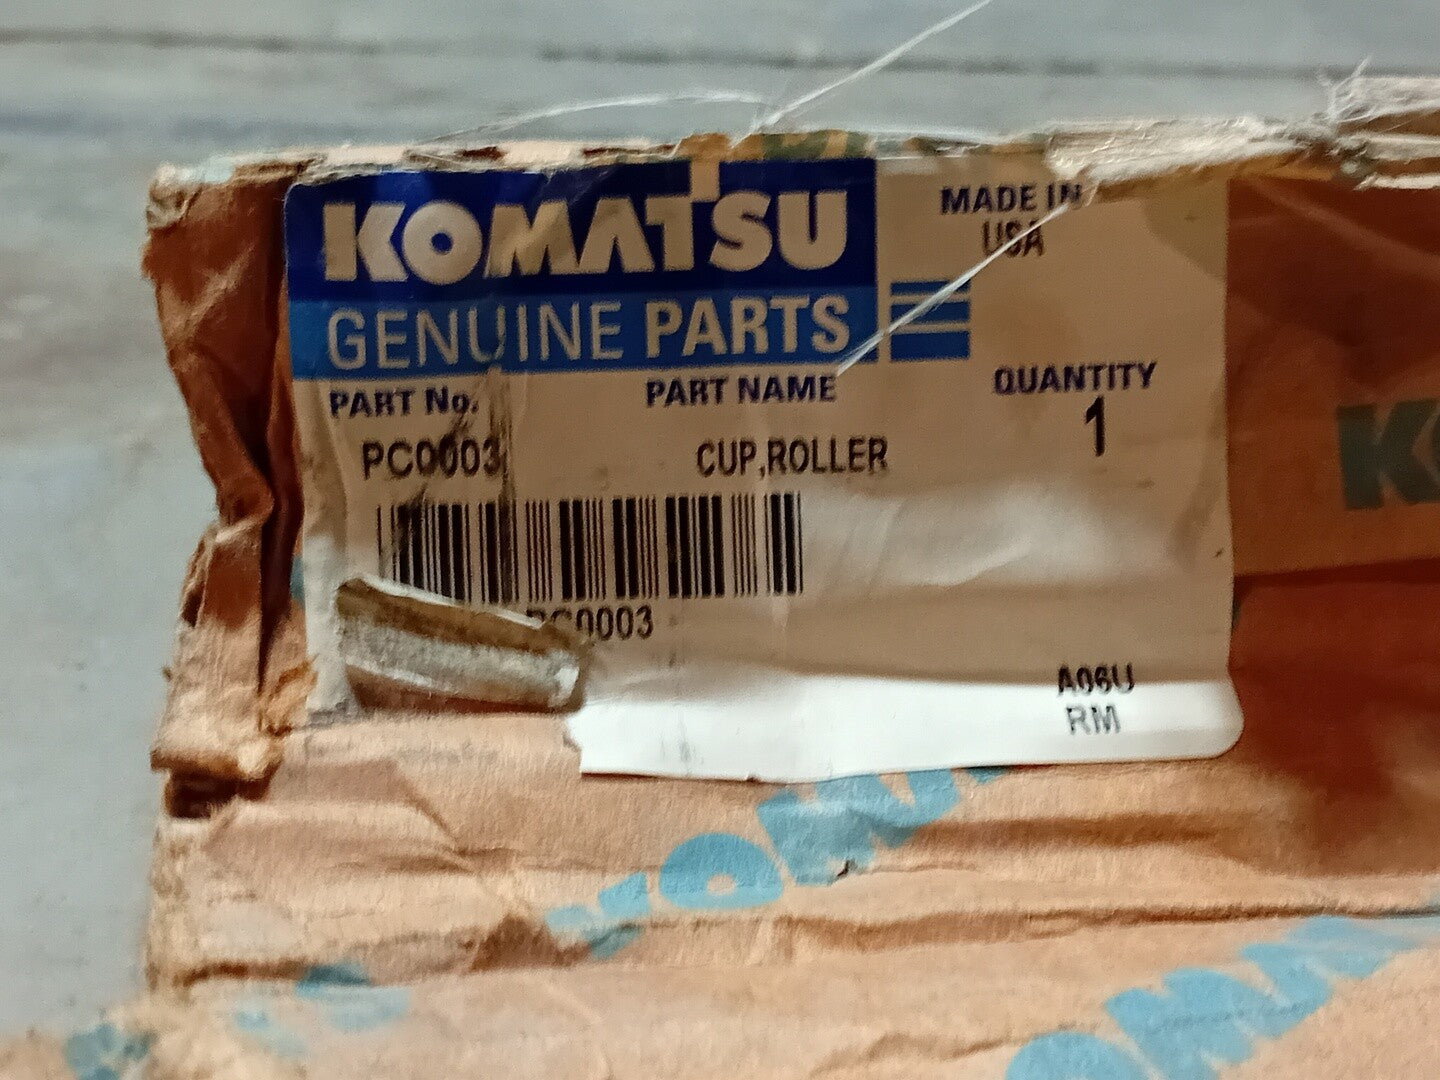 KOMATSU
GENUINE PARTS
MADE IN
USA
PART No.
PART NAME
QUANTITY
PC0003
CUP,ROLLER
1
PC0003
A06U
RM